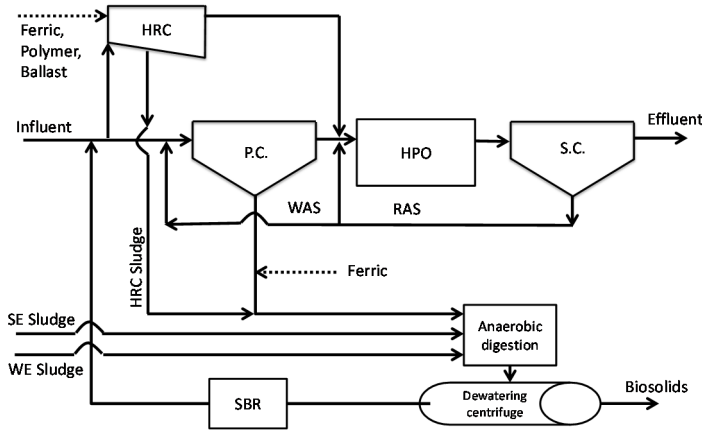 Ferric,
Polymer,
Ballast
HRC
Influent
P.C.
HPO
S.C.
Effluent
WAS
RAS
HRC Sludge
Ferric
SE Sludge
WE Sludge
Anaerobic
digestion
SBR
Dewatering
centrifuge
Biosolids